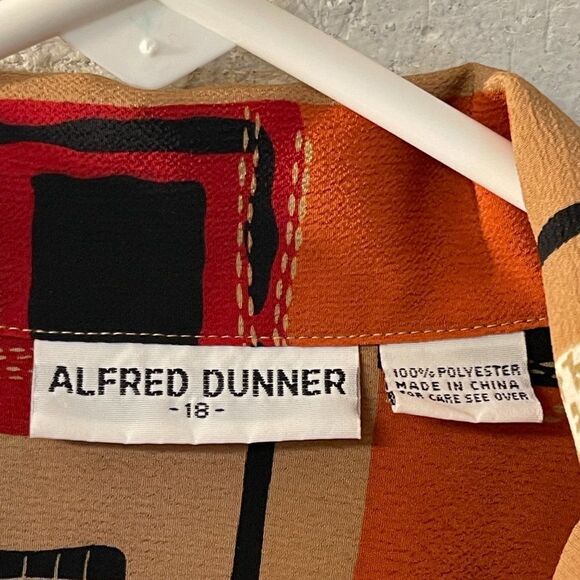 ALFRED DUNNER
- 18 -
100% POLYESTER
MADE IN CHINA
FOR CARE SEE OVER